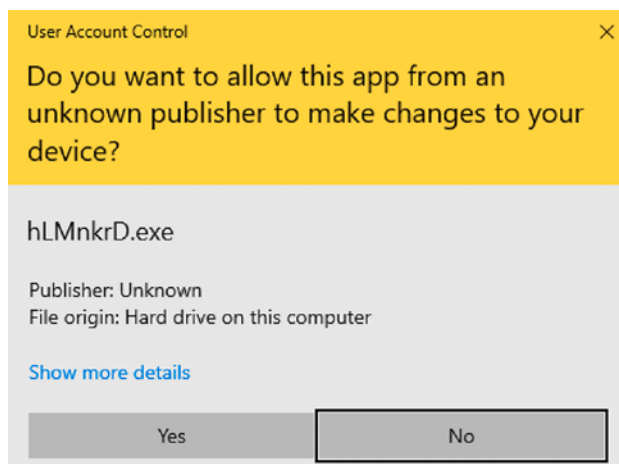 User Account Control
Do you want to allow this app from an
unknown publisher to make changes to your
device?
hLMnkrD.exe
Publisher: Unknown
File origin: Hard drive on this computer
Show more details
Yes
No